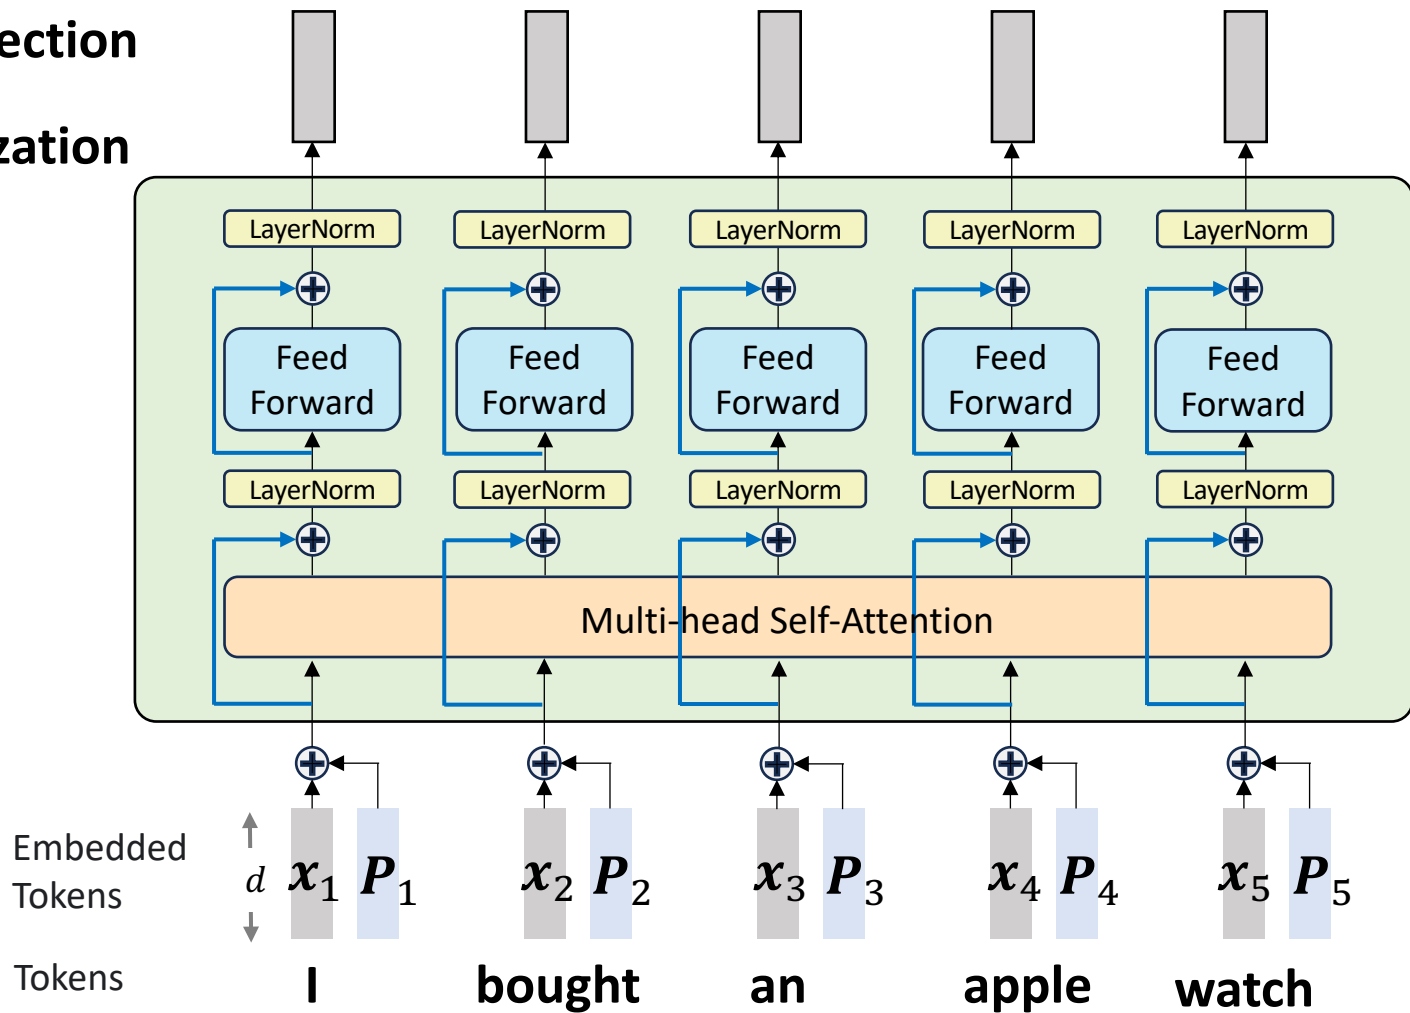 ection
zation
LayerNorm LayerNorm LayerNorm LayerNorm LayerNorm
Feed Feed Feed Feed Feed
Forward Forward Forward Forward Forward
LayerNorm LayerNorm LayerNorm LayerNorm LayerNorm
Multi-head Self-Attention
Embedded
Tokens
d x₁ P₁ x₂ P₂ x₃ P₃ x₄ P₄ x₅ P₅
Tokens I bought an apple watch